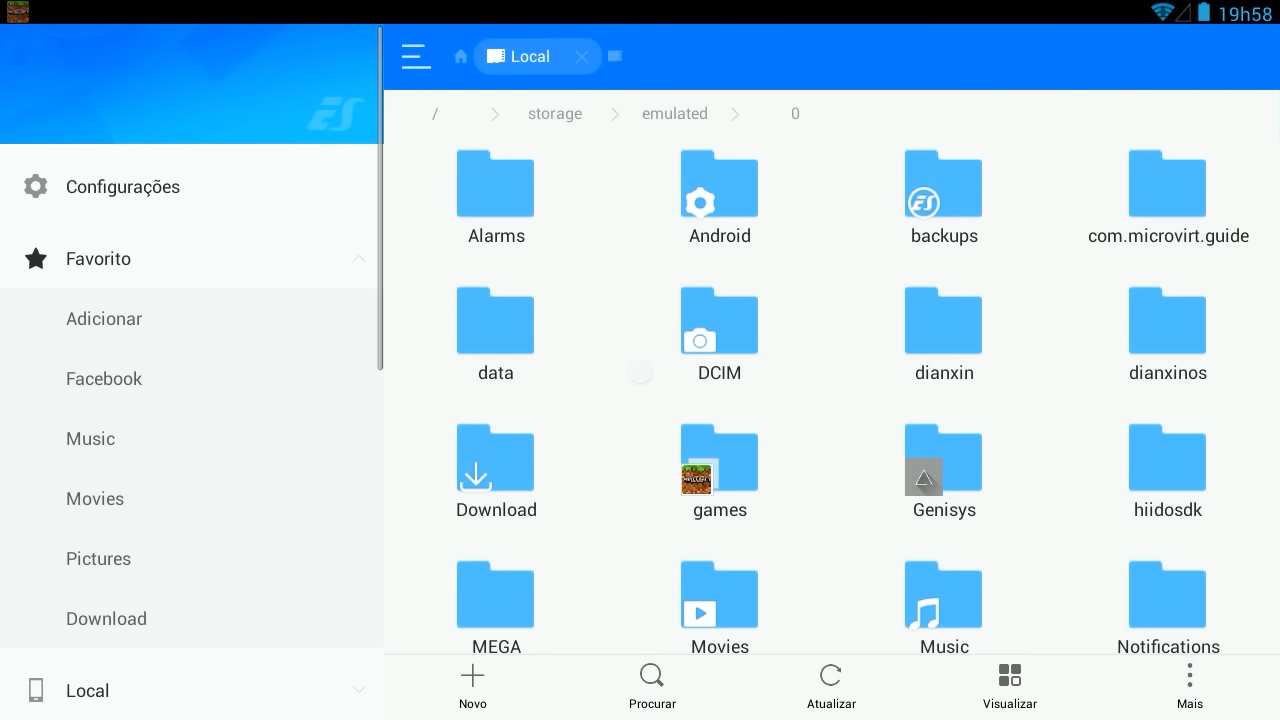 19h58
ES
Local
/ storage emulated 0
Configurações
Favorito
Adicionar
Facebook
Music
Movies
Pictures
Download
Local
Alarms Android backups com.microvirt.guide
data DCIM dianxin dianxinos
Download games Genisys hiidosdk
MEGA Movies Music Notifications
Novo Procurar Atualizar Visualizar Mais